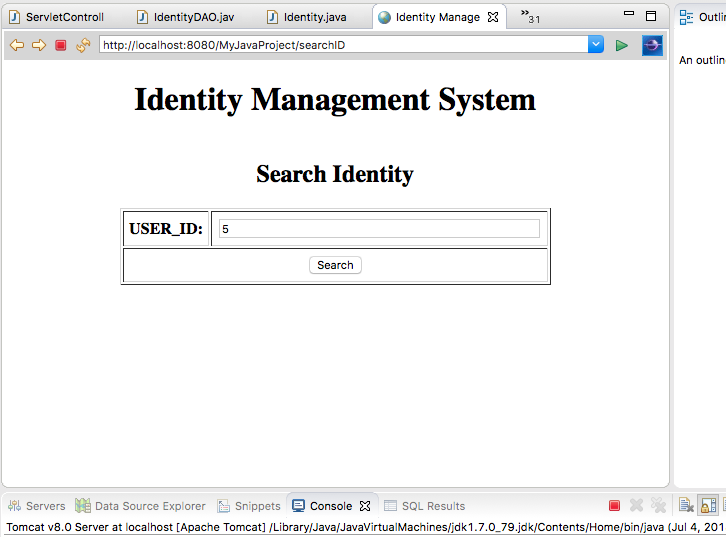 ServletControll IdentityDAO.jav Identity.java Identity Manage »31 Outlin
http://localhost:8080/MyJavaProject/searchID
An outlin
Identity Management System
Search Identity
USER_ID: 5
Search
Servers Data Source Explorer Snippets Console SQL Results
Tomcat v8.0 Server at localhost [Apache Tomcat] /Library/Java/JavaVirtualMachines/jdk1.7.0_79.jdk/Contents/Home/bin/java (Jul 4, 201